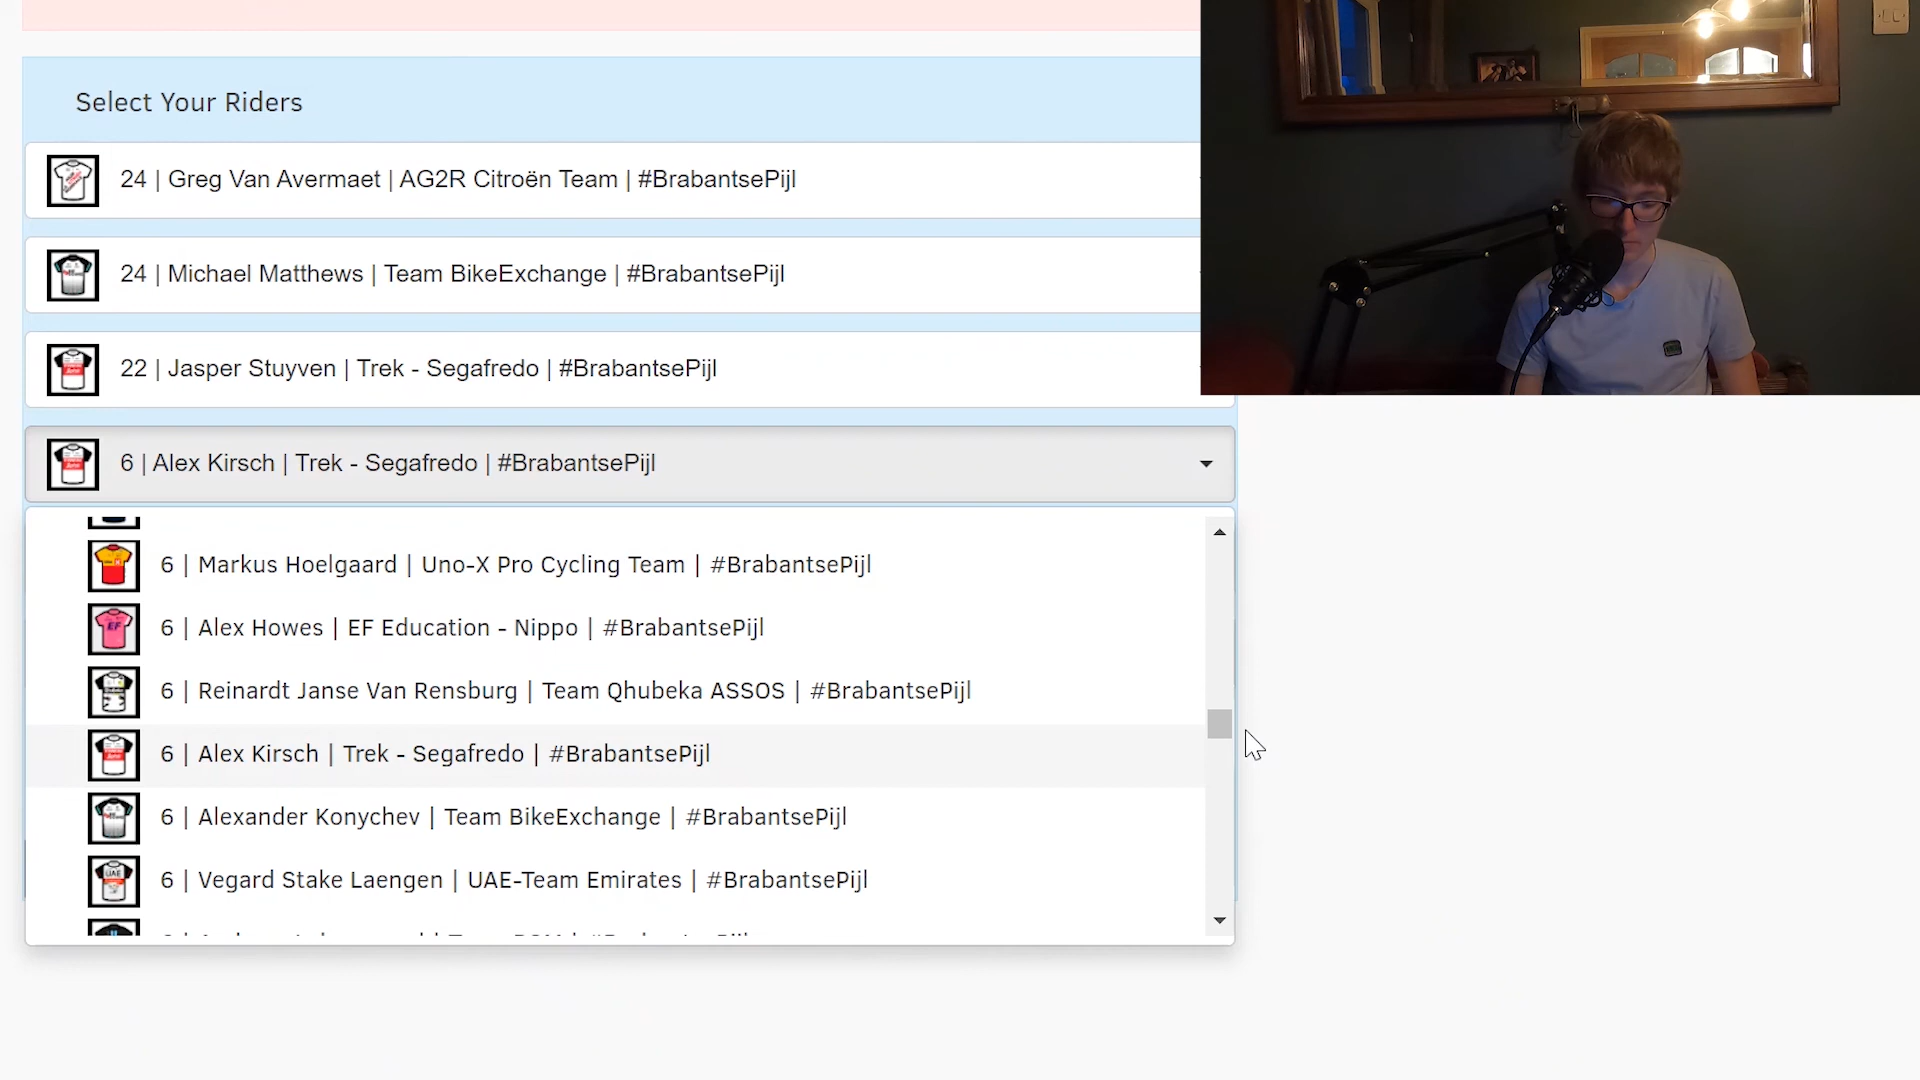 Select Your Riders
24 | Greg Van Avermaet | AG2R Citroën Team | #BrabantsePijl
24 | Michael Matthews | Team BikeExchange | #BrabantsePijl
22 | Jasper Stuyven | Trek - Segafredo | #BrabantsePijl
6 | Alex Kirsch | Trek - Segafredo | #BrabantsePijl
6 | Markus Hoelgaard | Uno-X Pro Cycling Team | #BrabantsePijl
6 | Alex Howes | EF Education - Nippo | #BrabantsePijl
6 | Reinardt Janse Van Rensburg | Team Qhubeka ASSOS | #BrabantsePijl
6 | Alex Kirsch | Trek - Segafredo | #BrabantsePijl
6 | Alexander Konychev | Team BikeExchange | #BrabantsePijl
6 | Vegard Stake Laengen | UAE-Team Emirates | #BrabantsePijl